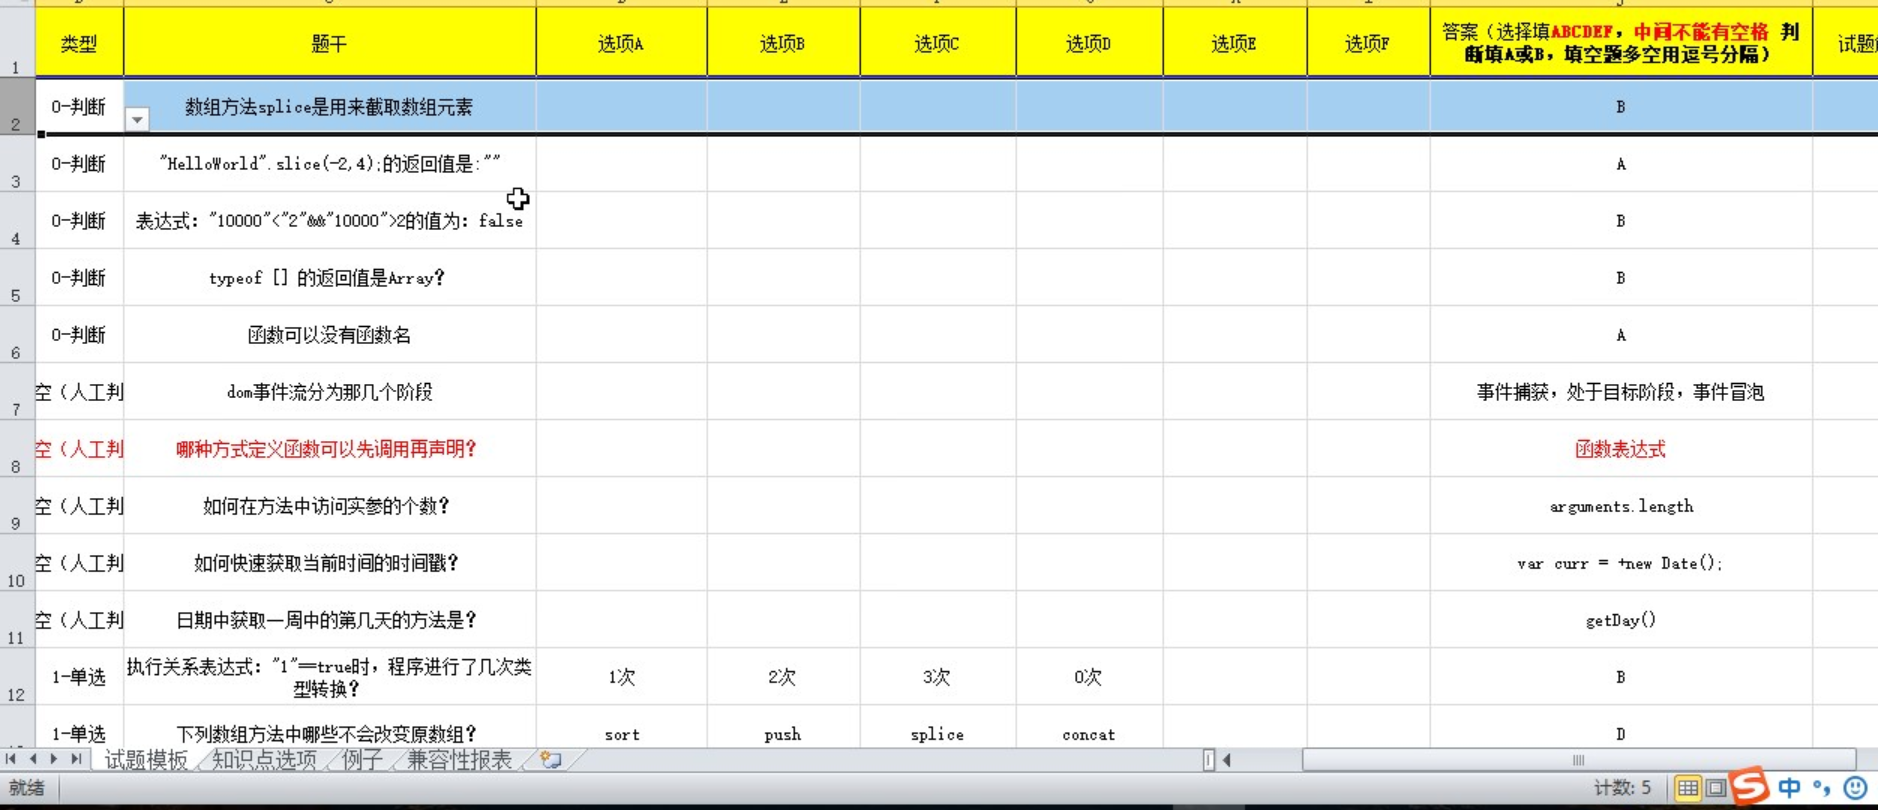 类型 题干 选项A 选项B 选项C 选项D 选项E 选项F 答案（选择填ABCDEF，中间不能有空格 判断填A或B，填空题多空用逗号分隔） 试题
1
2 0-判断 数组方法splice是用来截取数组元素 B
3 0-判断 "HelloWorld".slice(-2,4);的返回值是:"" A
4 0-判断 表达式："10000"<"2"&&"10000">2的值为：false B
5 0-判断 typeof [] 的返回值是Array? B
6 0-判断 函数可以没有函数名 A
7 空（人工判 dom事件流分为那几个阶段 事件捕获，处于目标阶段，事件冒泡
8 空（人工判 哪种方式定义函数可以先调用再声明? 函数表达式
9 空（人工判 如何在方法中访问实参的个数? arguments.length
10 空（人工判 如何快速获取当前时间的时间戳? var curr = +new Date();
11 空（人工判 日期中获取一周中的第几天的方法是? getDay()
12 1-单选 执行关系表达式："1"==true时，程序进行了几次类型转换? 1次 2次 3次 0次 B
1-单选 下列数组方法中哪些不会改变原数组? sort push splice concat D
试题模板 知识点选项 例子 兼容性报表
就绪 计数: 5 中